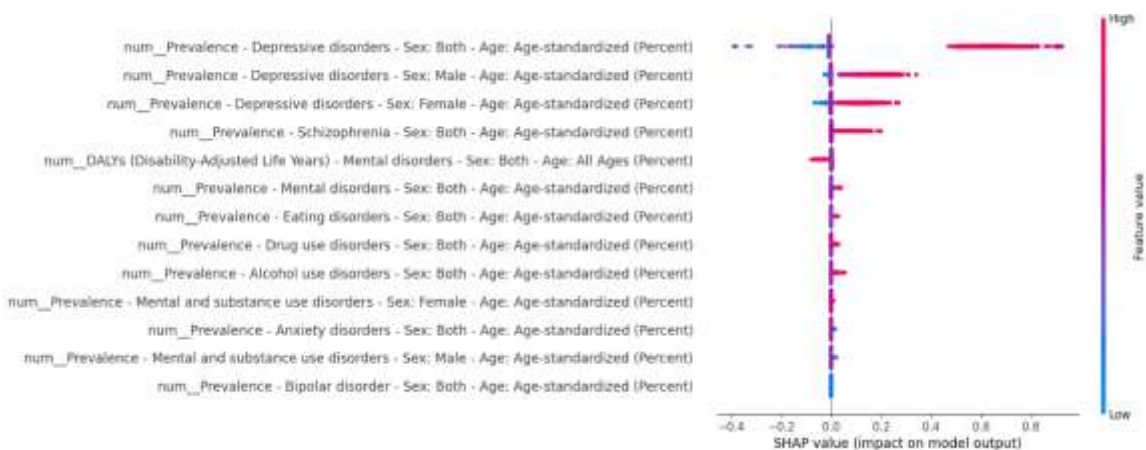 High
num__Prevalence - Depressive disorders - Sex: Both - Age: Age-standardized (Percent)
num__Prevalence - Depressive disorders - Sex: Male - Age: Age-standardized (Percent)
num__Prevalence - Depressive disorders - Sex: Female - Age: Age-standardized (Percent)
num__Prevalence - Schizophrenia - Sex: Both - Age: Age-standardized (Percent)
num__DALYs (Disability-Adjusted Life Years) - Mental disorders - Sex: Both - Age: All Ages (Percent)
num__Prevalence - Mental disorders - Sex: Both - Age: Age-standardized (Percent)
num__Prevalence - Eating disorders - Sex: Both - Age: Age-standardized (Percent)
num__Prevalence - Drug use disorders - Sex: Both - Age: Age-standardized (Percent)
num__Prevalence - Alcohol use disorders - Sex: Both - Age: Age-standardized (Percent)
num__Prevalence - Mental and substance use disorders - Sex: Female - Age: Age-standardized (Percent)
num__Prevalence - Anxiety disorders - Sex: Both - Age: Age-standardized (Percent)
num__Prevalence - Mental and substance use disorders - Sex: Male - Age: Age-standardized (Percent)
num__Prevalence - Bipolar disorder - Sex: Both - Age: Age-standardized (Percent)
Feature value
Low
−0.4 −0.2 0.0 0.2 0.4 0.6 0.8
SHAP value (impact on model output)